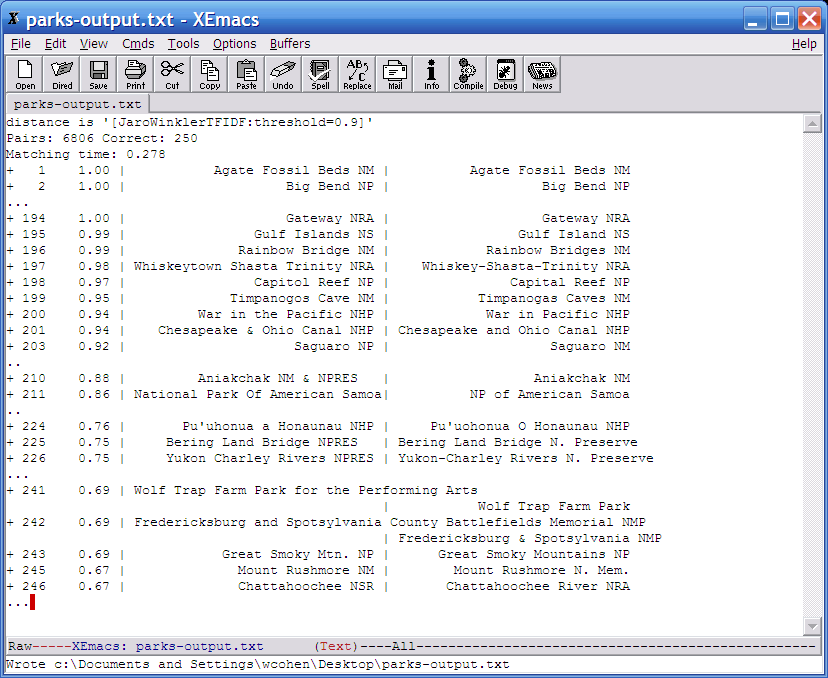 parks-output.txt - XEmacs
File Edit View Cmds Tools Options Buffers Help
Open Dired Save Print Cut Copy Paste Undo Spell Replace Mail Info Compile Debug News
parks-output.txt
distance is '[JaroWinklerTFIDF:threshold=0.9]'
Pairs: 6806 Correct: 250
Matching time: 0.278
+   1    1.00 |           Agate Fossil Beds NM |          Agate Fossil Beds NM
+   2    1.00 |                    Big Bend NP |                   Big Bend NP
...
+ 194    1.00 |                    Gateway NRA |                   Gateway NRA
+ 195    0.99 |                Gulf Islands NS |                Gulf Island NS
+ 196    0.99 |              Rainbow Bridge NM |            Rainbow Bridges NM
+ 197    0.98 | Whiskeytown Shasta Trinity NRA |    Whiskey-Shasta-Trinity NRA
+ 198    0.97 |                Capitol Reef NP |               Capital Reef NP
+ 199    0.95 |             Timpanogos Cave NM |           Timpanogas Caves NM
+ 200    0.94 |         War in the Pacific NHP |            War in Pacific NHP
+ 201    0.94 |    Chesapeake & Ohio Canal NHP | Chesapeake and Ohio Canal NHP
+ 203    0.92 |                     Saguaro NP |                    Saguaro NM
..
+ 210    0.88 |         Aniakchak NM & NPRES   |                  Aniakchak NM
+ 211    0.86 | National Park Of American Samoa|          NP of American Samoa
..
+ 224    0.76 |       Pu'uhonua a Honaunau NHP |     Pu'uohonua O Honaunau NHP
+ 225    0.75 |     Bering Land Bridge NPRES   | Bering Land Bridge N. Preserve
+ 226    0.75 |     Yukon Charley Rivers NPRES | Yukon-Charley Rivers N. Preserve
...
+ 241    0.69 | Wolf Trap Farm Park for the Performing Arts
| Wolf Trap Farm Park
+ 242    0.69 | Fredericksburg and Spotsylvania County Battlefields Memorial NMP
| Fredericksburg & Spotsylvania NMP
+ 243    0.69 |            Great Smoky Mtn. NP |      Great Smoky Mountains NP
+ 245    0.67 |              Mount Rushmore NM |        Mount Rushmore N. Mem.
+ 246    0.67 |              Chattahoochee NSR |       Chattahoochee River NRA
...
Raw-----XEmacs: parks-output.txt      (Text)----All--------------------------------------------------
Wrote c:\Documents and Settings\wcohen\Desktop\parks-output.txt